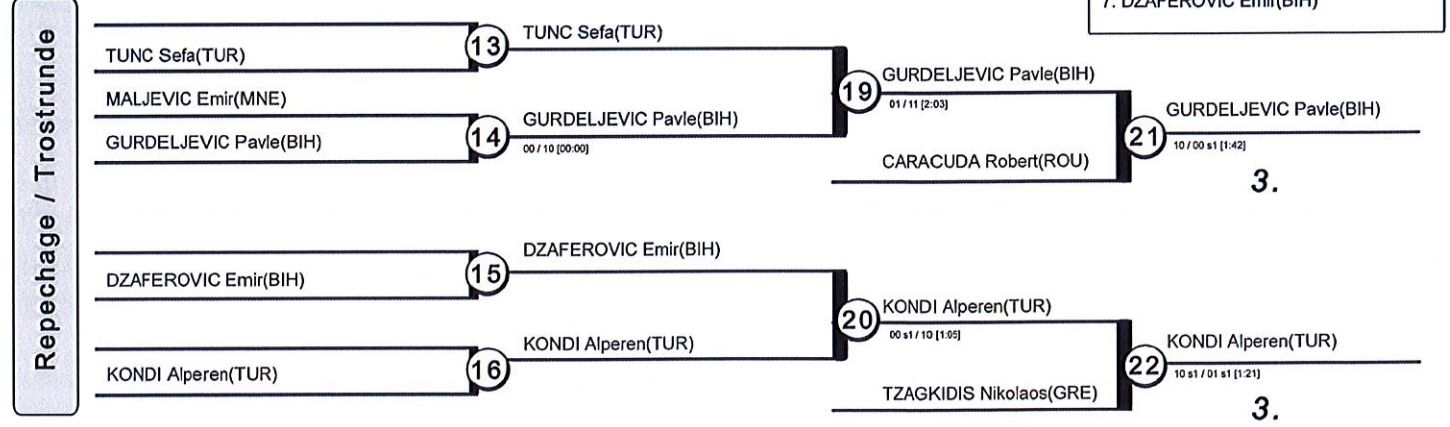 7. DZAFEROVIC Emir(BIH)
Repechage / Trostrunde
TUNC Sefa(TUR)
13
TUNC Sefa(TUR)
MALJEVIC Emir(MNE)
GURDELJEVIC Pavle(BIH)
14
GURDELJEVIC Pavle(BIH)
00 / 10 [00:00]
19
GURDELJEVIC Pavle(BIH)
01 / 11 [2:03]
CARACUDA Robert(ROU)
21
GURDELJEVIC Pavle(BIH)
10 / 00 s1 [1:42]
3.
DZAFEROVIC Emir(BIH)
15
DZAFEROVIC Emir(BIH)
KONDI Alperen(TUR)
16
KONDI Alperen(TUR)
20
KONDI Alperen(TUR)
00 s1 / 10 [1:05]
TZAGKIDIS Nikolaos(GRE)
22
KONDI Alperen(TUR)
10 s1 / 01 s1 [1:21]
3.